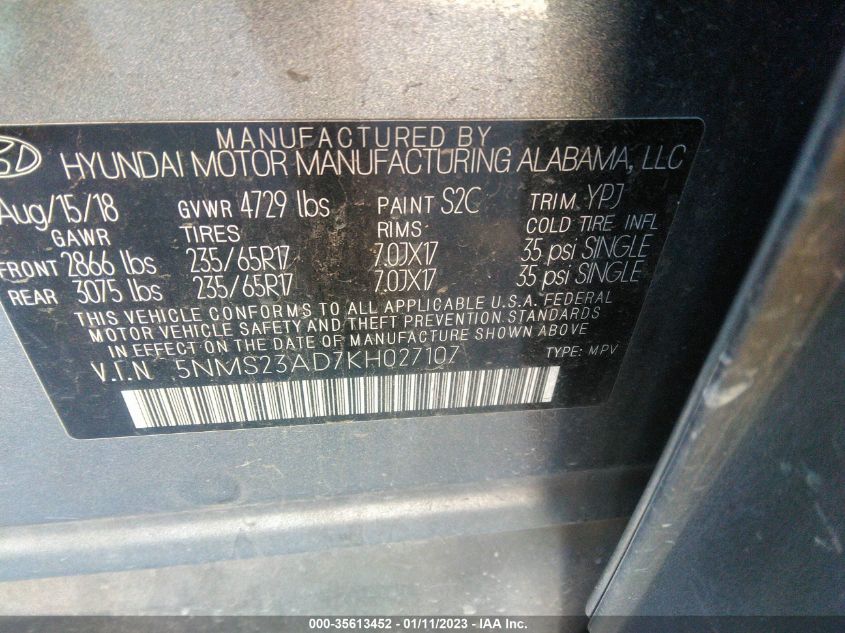 MANUFACTURED BY
HYUNDAI MOTOR MANUFACTURING ALABAMA, LLC
Aug/15/18 GVWR 4729 lbs PAINT S2C TRIM YPJ
GAWR TIRES RIMS COLD TIRE INFL
FRONT 2866 lbs 235/65R17 7.0JX17 35 psi SINGLE
REAR 3075 lbs 235/65R17 7.0JX17 35 psi SINGLE
THIS VEHICLE CONFORMS TO ALL APPLICABLE U.S.A. FEDERAL
MOTOR VEHICLE SAFETY AND THEFT PREVENTION STANDARDS
IN EFFECT ON THE DATE OF MANUFACTURE SHOWN ABOVE
V.I.N 5NMS23AD7KH027107 TYPE: MPV
000-35613452 - 01/11/2023 - IAA Inc.